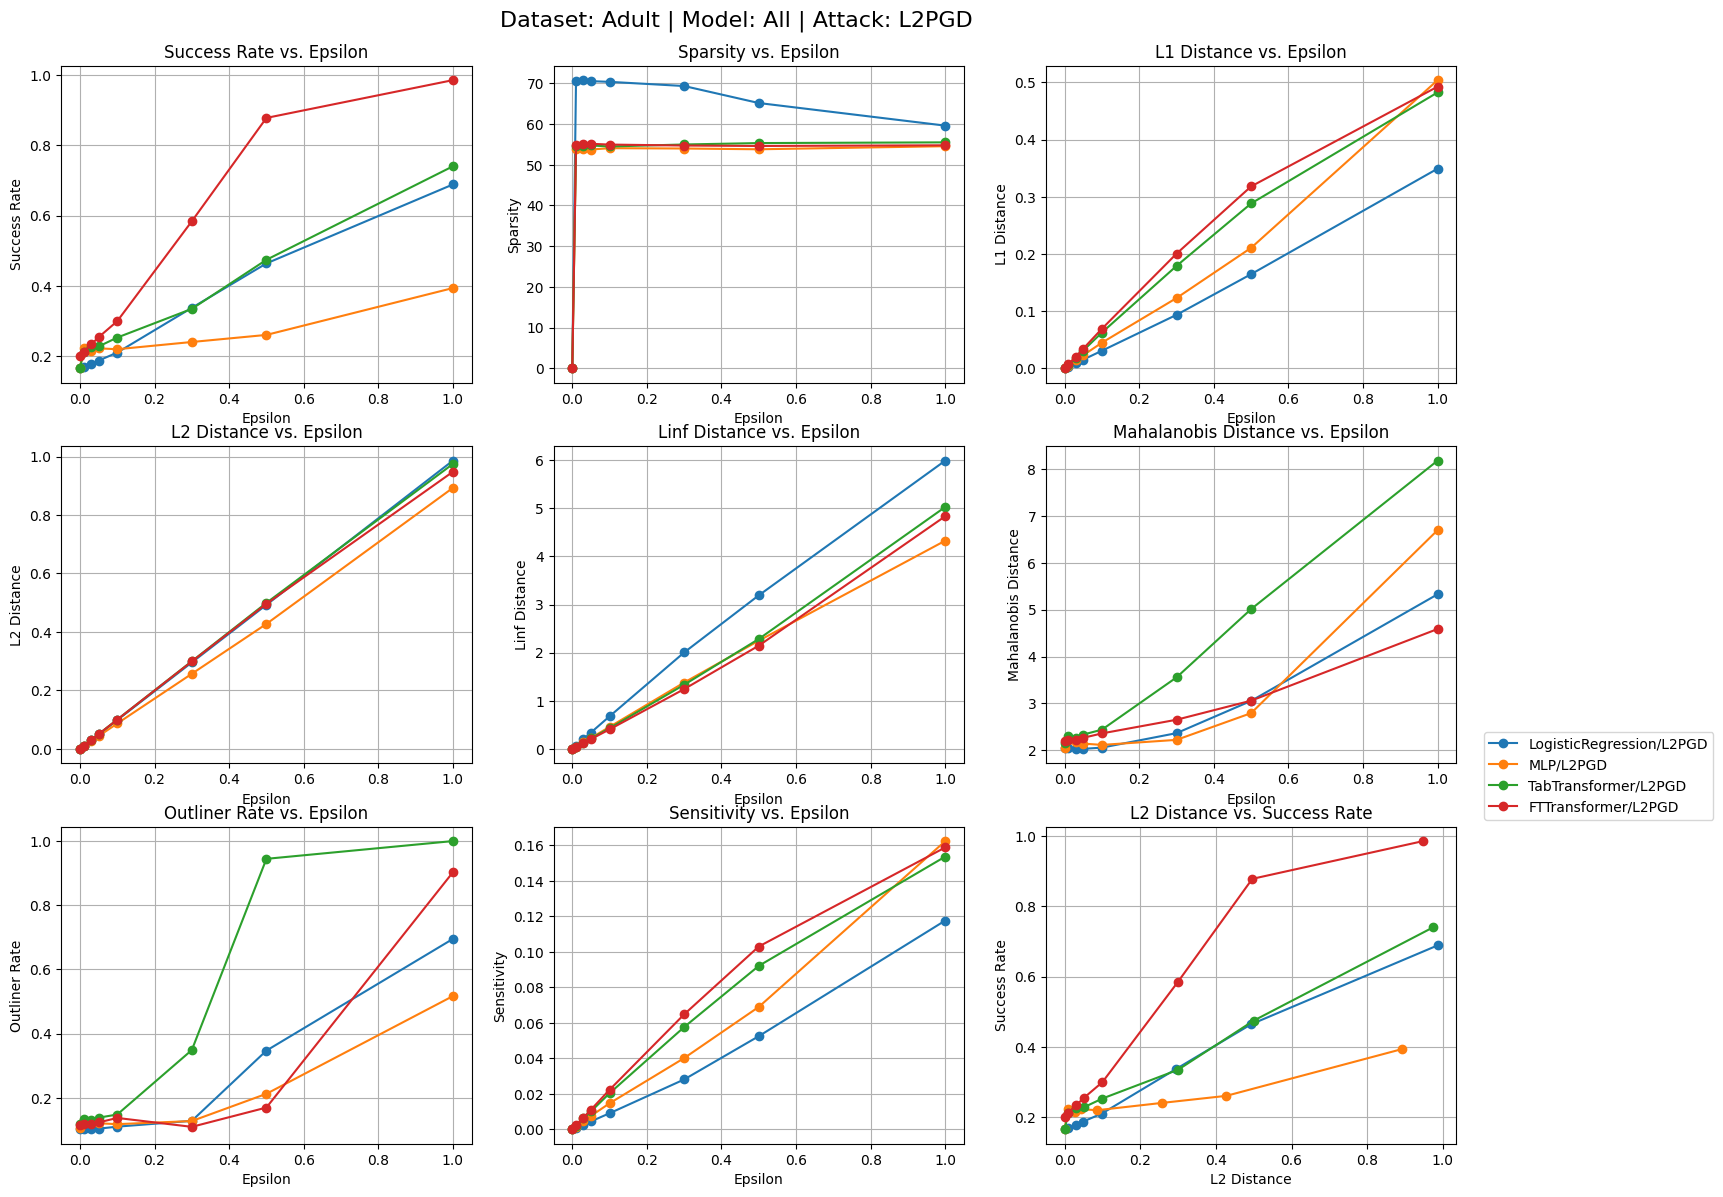 Dataset: Adult | Model: All | Attack: L2PGD
Success Rate vs. Epsilon
Success Rate
1.0
0.8
0.6
0.4
0.2
0.0 0.2 0.4 0.6 0.8 1.0
Epsilon
Sparsity vs. Epsilon
Sparsity
70
60
50
40
30
20
10
0
0.0 0.2 0.4 0.6 0.8 1.0
Epsilon
L1 Distance vs. Epsilon
L1 Distance
0.5
0.4
0.3
0.2
0.1
0.0
0.0 0.2 0.4 0.6 0.8 1.0
Epsilon
L2 Distance vs. Epsilon
L2 Distance
1.0
0.8
0.6
0.4
0.2
0.0
0.0 0.2 0.4 0.6 0.8 1.0
Epsilon
Linf Distance vs. Epsilon
Linf Distance
6
5
4
3
2
1
0
0.0 0.2 0.4 0.6 0.8 1.0
Epsilon
Mahalanobis Distance vs. Epsilon
Mahalanobis Distance
8
7
6
5
4
3
2
0.0 0.2 0.4 0.6 0.8 1.0
Epsilon
LogisticRegression/L2PGD
MLP/L2PGD
TabTransformer/L2PGD
FTTransformer/L2PGD
Outliner Rate vs. Epsilon
Outliner Rate
1.0
0.8
0.6
0.4
0.2
0.0 0.2 0.4 0.6 0.8 1.0
Epsilon
Sensitivity vs. Epsilon
Sensitivity
0.16
0.14
0.12
0.10
0.08
0.06
0.04
0.02
0.00
0.0 0.2 0.4 0.6 0.8 1.0
Epsilon
L2 Distance vs. Success Rate
Success Rate
1.0
0.8
0.6
0.4
0.2
0.0 0.2 0.4 0.6 0.8 1.0
L2 Distance